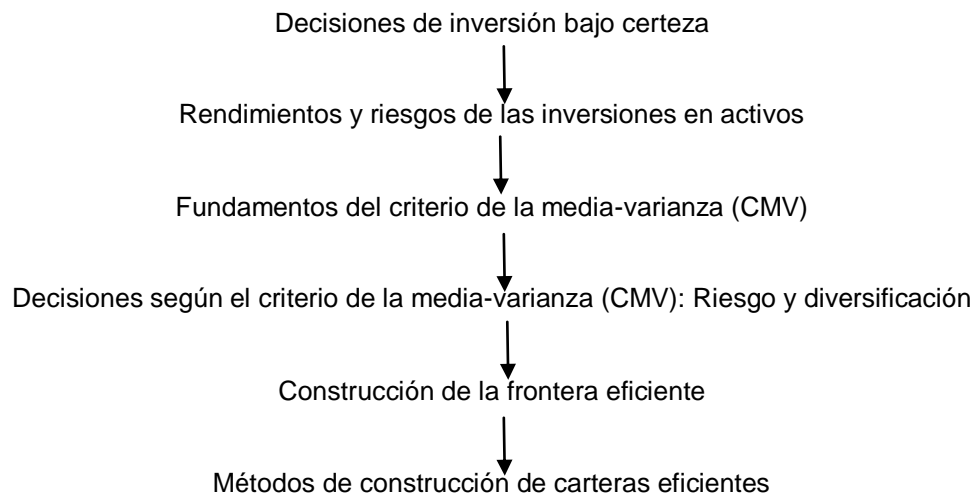 Decisiones de inversión bajo certeza
Rendimientos y riesgos de las inversiones en activos
Fundamentos del criterio de la media-varianza (CMV)
Decisiones según el criterio de la media-varianza (CMV): Riesgo y diversificación
Construcción de la frontera eficiente
Métodos de construcción de carteras eficientes